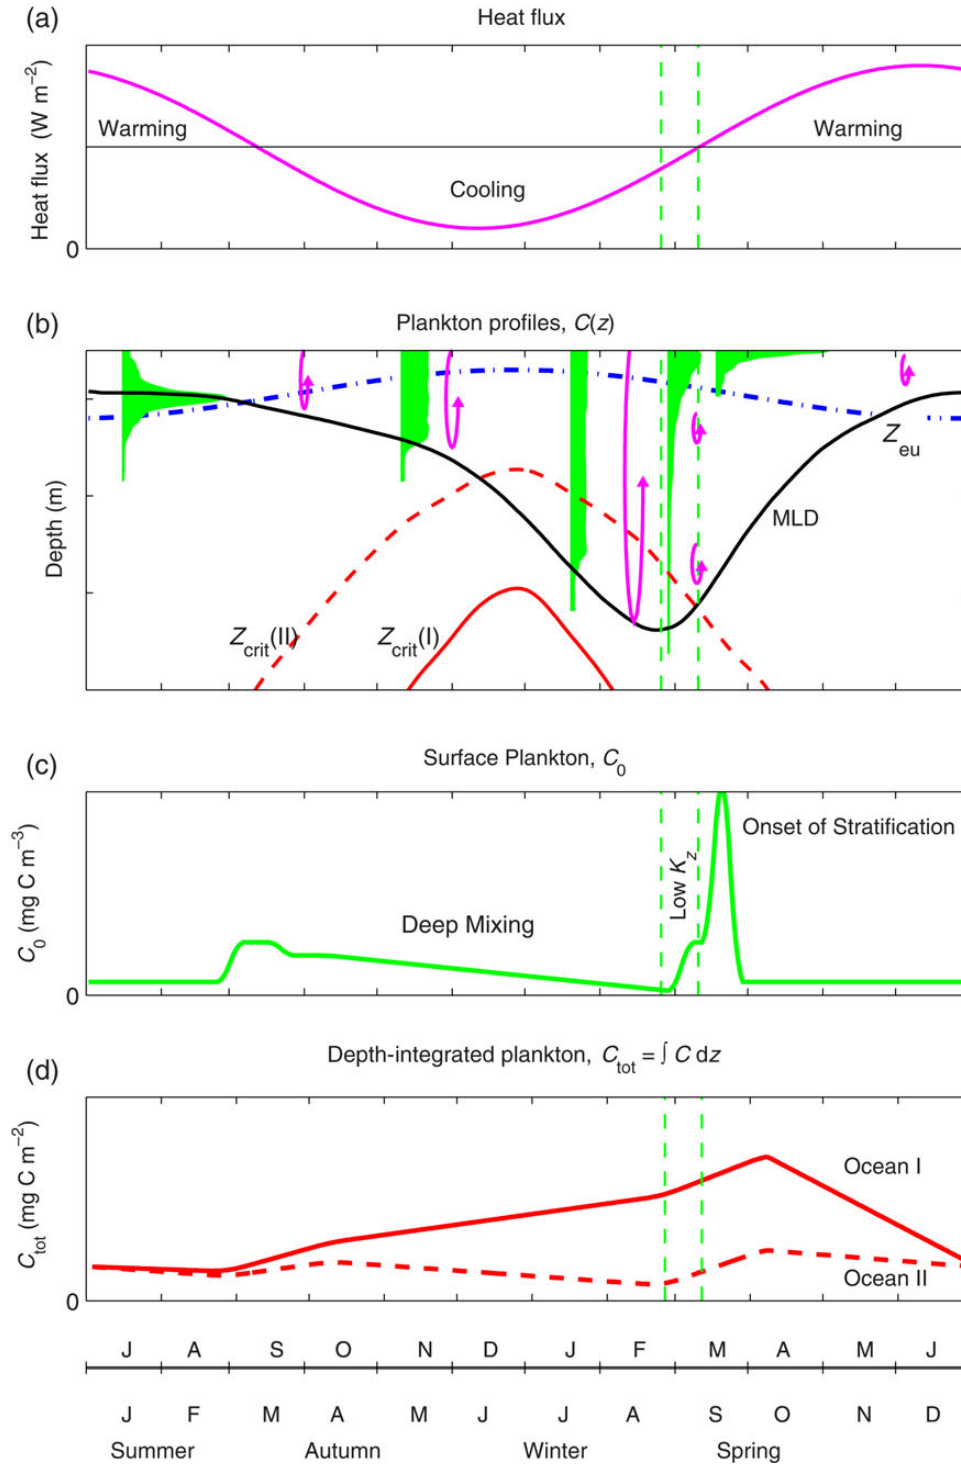 (a)
Heat flux
Heat flux (W m⁻²)
Warming
Warming
Cooling
0
(b)
Plankton profiles, C(z)
Depth (m)
Z_eu
MLD
Z_crit(II)
Z_crit(I)
(c)
Surface Plankton, C_0
C_0 (mg C m⁻³)
Onset of Stratification
Low K_z
Deep Mixing
0
(d)
Depth-integrated plankton, C_tot = ∫ C dz
C_tot (mg C m⁻²)
Ocean I
Ocean II
0
J A S O N D J F M A M J
J F M A M J J A S O N D
Summer Autumn Winter Spring